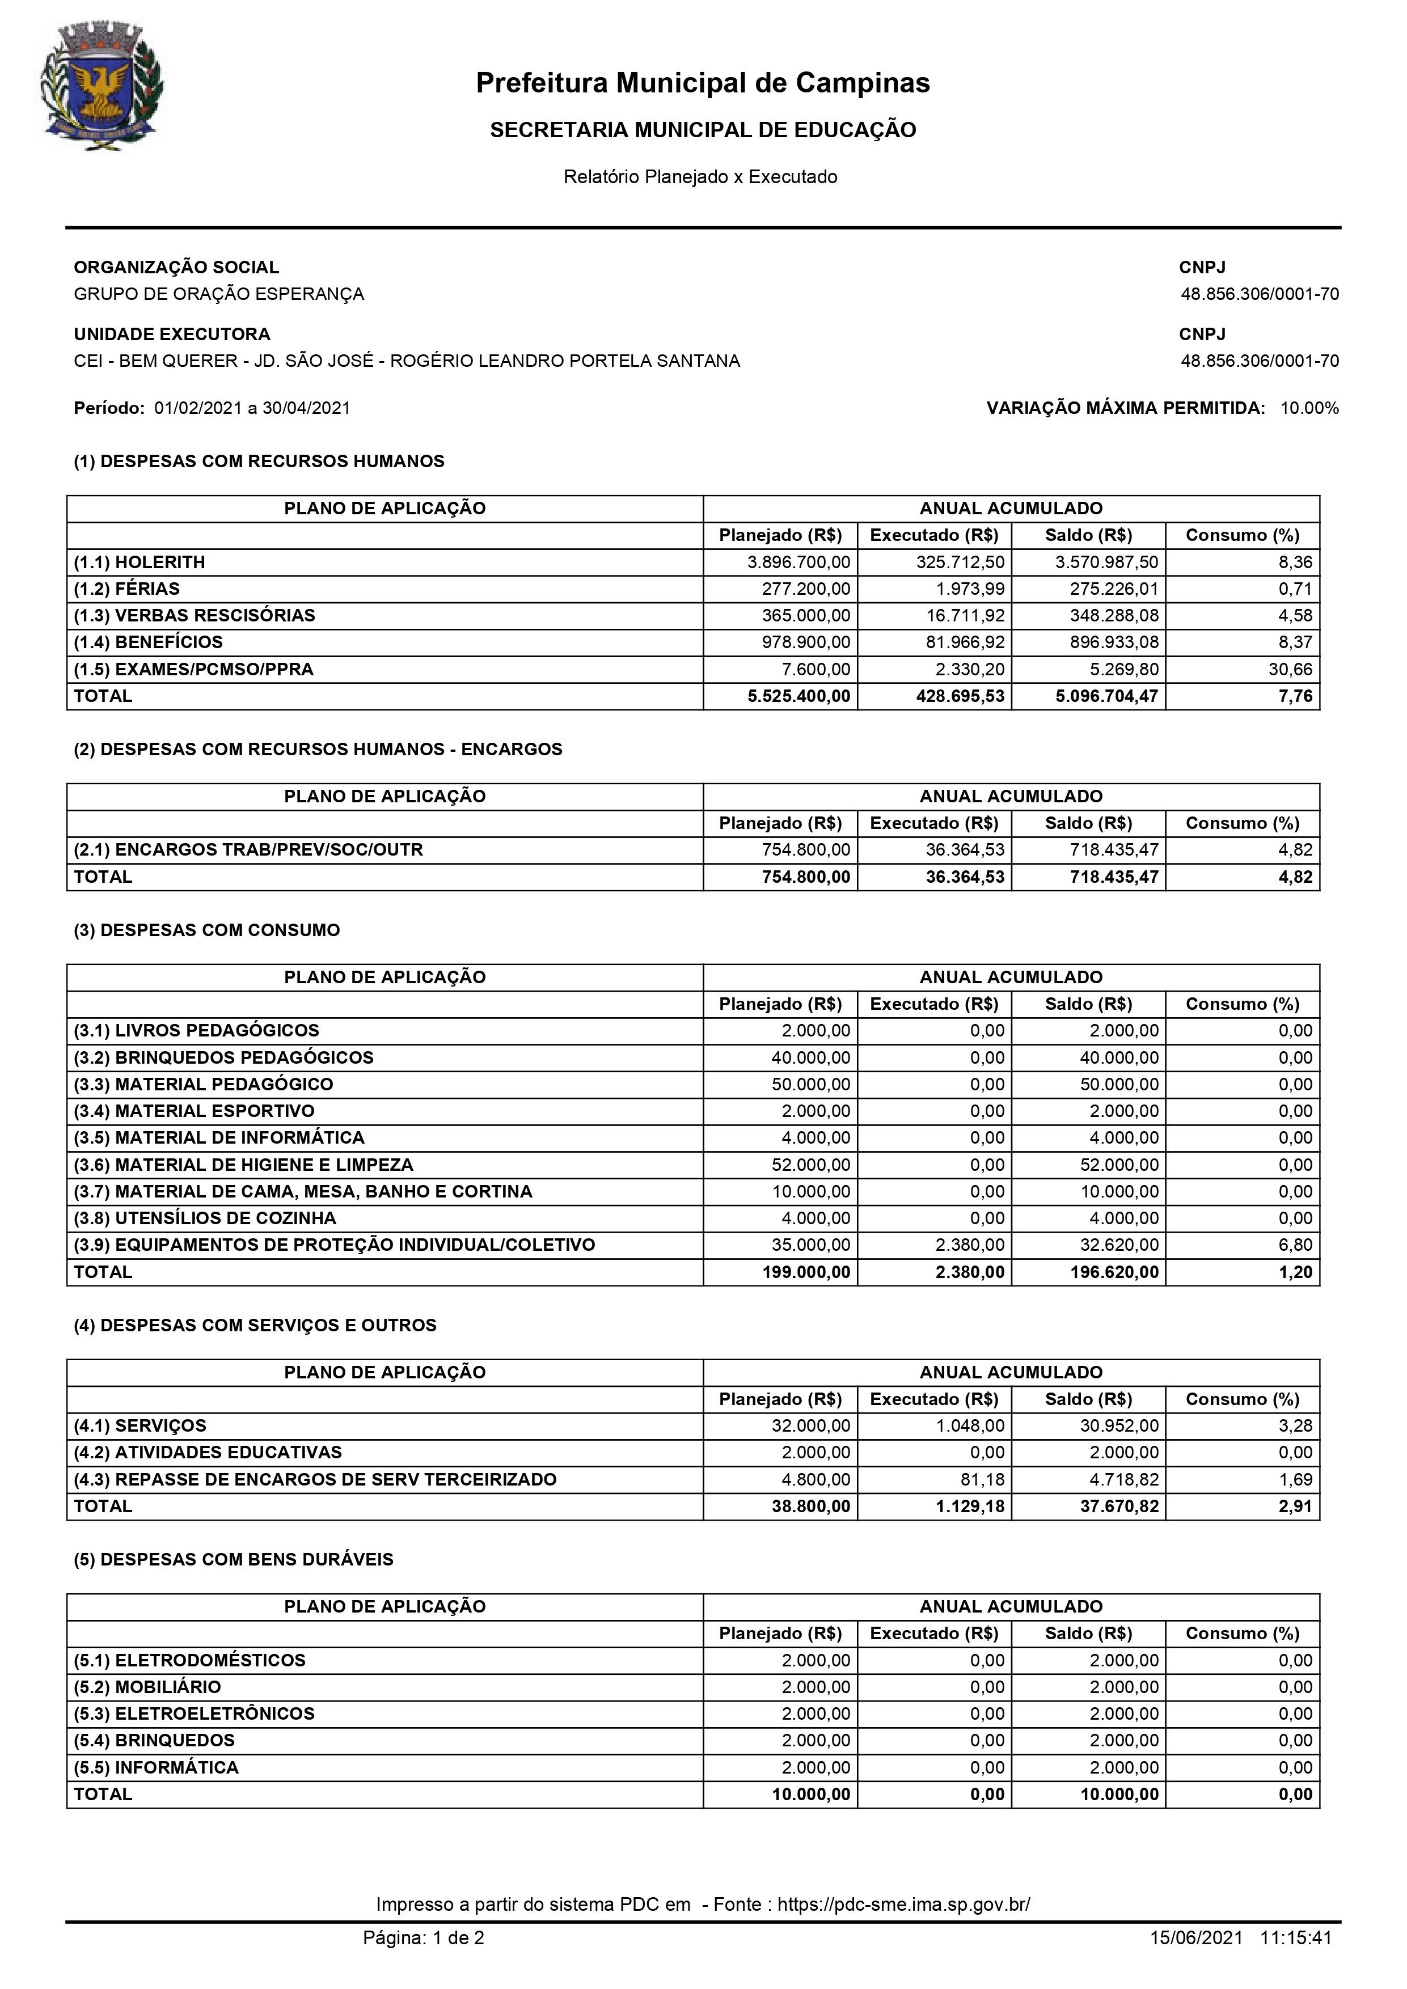 Prefeitura Municipal de Campinas
SECRETARIA MUNICIPAL DE EDUCAÇÃO
Relatório Planejado x Executado
ORGANIZAÇÃO SOCIAL CNPJ
GRUPO DE ORAÇÃO ESPERANÇA 48.856.306/0001-70
UNIDADE EXECUTORA CNPJ
CEI - BEM QUERER - JD. SÃO JOSÉ - ROGÉRIO LEANDRO PORTELA SANTANA 48.856.306/0001-70
Período: 01/02/2021 a 30/04/2021 VARIAÇÃO MÁXIMA PERMITIDA: 10.00%
(1) DESPESAS COM RECURSOS HUMANOS
PLANO DE APLICAÇÃO ANUAL ACUMULADO
Planejado (R$) Executado (R$) Saldo (R$) Consumo (%)
(1.1) HOLERITH 3.896.700,00 325.712,50 3.570.987,50 8,36
(1.2) FÉRIAS 277.200,00 1.973,99 275.226,01 0,71
(1.3) VERBAS RESCISÓRIAS 365.000,00 16.711,92 348.288,08 4,58
(1.4) BENEFÍCIOS 978.900,00 81.966,92 896.933,08 8,37
(1.5) EXAMES/PCMSO/PPRA 7.600,00 2.330,20 5.269,80 30,66
TOTAL 5.525.400,00 428.695,53 5.096.704,47 7,76
(2) DESPESAS COM RECURSOS HUMANOS - ENCARGOS
PLANO DE APLICAÇÃO ANUAL ACUMULADO
Planejado (R$) Executado (R$) Saldo (R$) Consumo (%)
(2.1) ENCARGOS TRAB/PREV/SOC/OUTR 754.800,00 36.364,53 718.435,47 4,82
TOTAL 754.800,00 36.364,53 718.435,47 4,82
(3) DESPESAS COM CONSUMO
PLANO DE APLICAÇÃO ANUAL ACUMULADO
Planejado (R$) Executado (R$) Saldo (R$) Consumo (%)
(3.1) LIVROS PEDAGÓGICOS 2.000,00 0,00 2.000,00 0,00
(3.2) BRINQUEDOS PEDAGÓGICOS 40.000,00 0,00 40.000,00 0,00
(3.3) MATERIAL PEDAGÓGICO 50.000,00 0,00 50.000,00 0,00
(3.4) MATERIAL ESPORTIVO 2.000,00 0,00 2.000,00 0,00
(3.5) MATERIAL DE INFORMÁTICA 4.000,00 0,00 4.000,00 0,00
(3.6) MATERIAL DE HIGIENE E LIMPEZA 52.000,00 0,00 52.000,00 0,00
(3.7) MATERIAL DE CAMA, MESA, BANHO E CORTINA 10.000,00 0,00 10.000,00 0,00
(3.8) UTENSÍLIOS DE COZINHA 4.000,00 0,00 4.000,00 0,00
(3.9) EQUIPAMENTOS DE PROTEÇÃO INDIVIDUAL/COLETIVO 35.000,00 2.380,00 32.620,00 6,80
TOTAL 199.000,00 2.380,00 196.620,00 1,20
(4) DESPESAS COM SERVIÇOS E OUTROS
PLANO DE APLICAÇÃO ANUAL ACUMULADO
Planejado (R$) Executado (R$) Saldo (R$) Consumo (%)
(4.1) SERVIÇOS 32.000,00 1.048,00 30.952,00 3,28
(4.2) ATIVIDADES EDUCATIVAS 2.000,00 0,00 2.000,00 0,00
(4.3) REPASSE DE ENCARGOS DE SERV TERCEIRIZADO 4.800,00 81,18 4.718,82 1,69
TOTAL 38.800,00 1.129,18 37.670,82 2,91
(5) DESPESAS COM BENS DURÁVEIS
PLANO DE APLICAÇÃO ANUAL ACUMULADO
Planejado (R$) Executado (R$) Saldo (R$) Consumo (%)
(5.1) ELETRODOMÉSTICOS 2.000,00 0,00 2.000,00 0,00
(5.2) MOBILIÁRIO 2.000,00 0,00 2.000,00 0,00
(5.3) ELETROELETRÔNICOS 2.000,00 0,00 2.000,00 0,00
(5.4) BRINQUEDOS 2.000,00 0,00 2.000,00 0,00
(5.5) INFORMÁTICA 2.000,00 0,00 2.000,00 0,00
TOTAL 10.000,00 0,00 10.000,00 0,00
Impresso a partir do sistema PDC em - Fonte : https://pdc-sme.ima.sp.gov.br/
Página: 1 de 2 15/06/2021 11:15:41